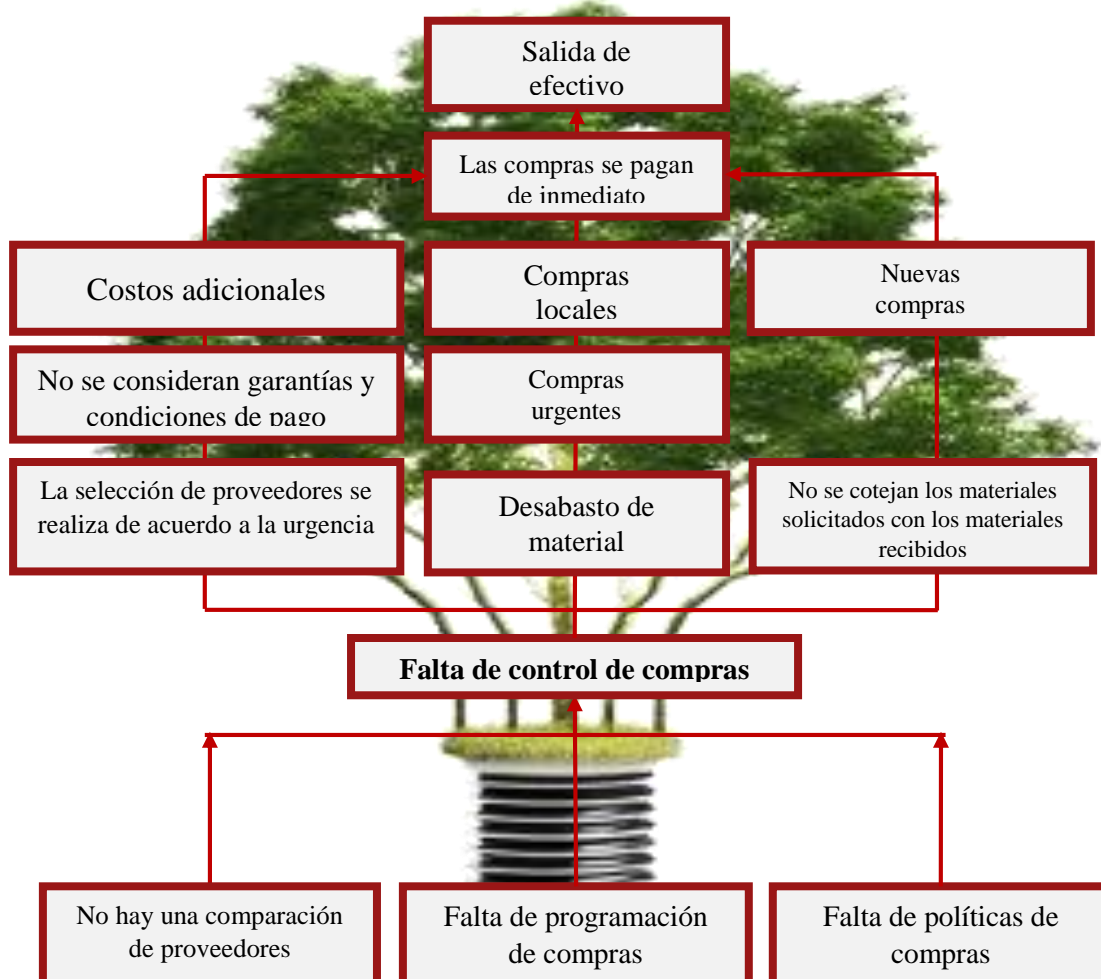 Salida de
efectivo
Las compras se pagan
de inmediato
Costos adicionales
Compras
locales
Nuevas
compras
No se consideran garantías y
condiciones de pago
Compras
urgentes
La selección de proveedores se
realiza de acuerdo a la urgencia
Desabasto de
material
No se cotejan los materiales
solicitados con los materiales
recibidos
Falta de control de compras
No hay una comparación
de proveedores
Falta de programación
de compras
Falta de políticas de
compras